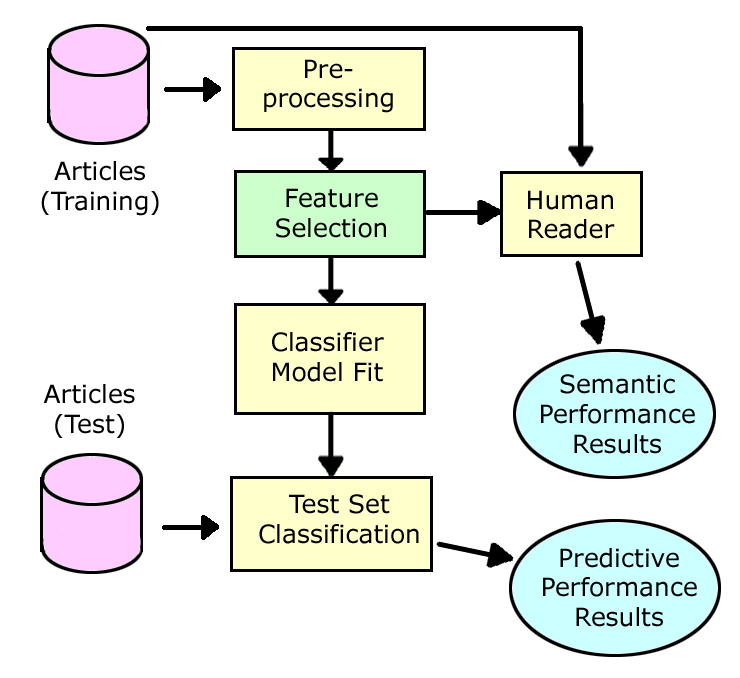 Pre-
processing
Articles
(Training)
Feature
Selection
Human
Reader
Classifier
Model Fit
Articles
(Test)
Semantic
Performance
Results
Test Set
Classification
Predictive
Performance
Results